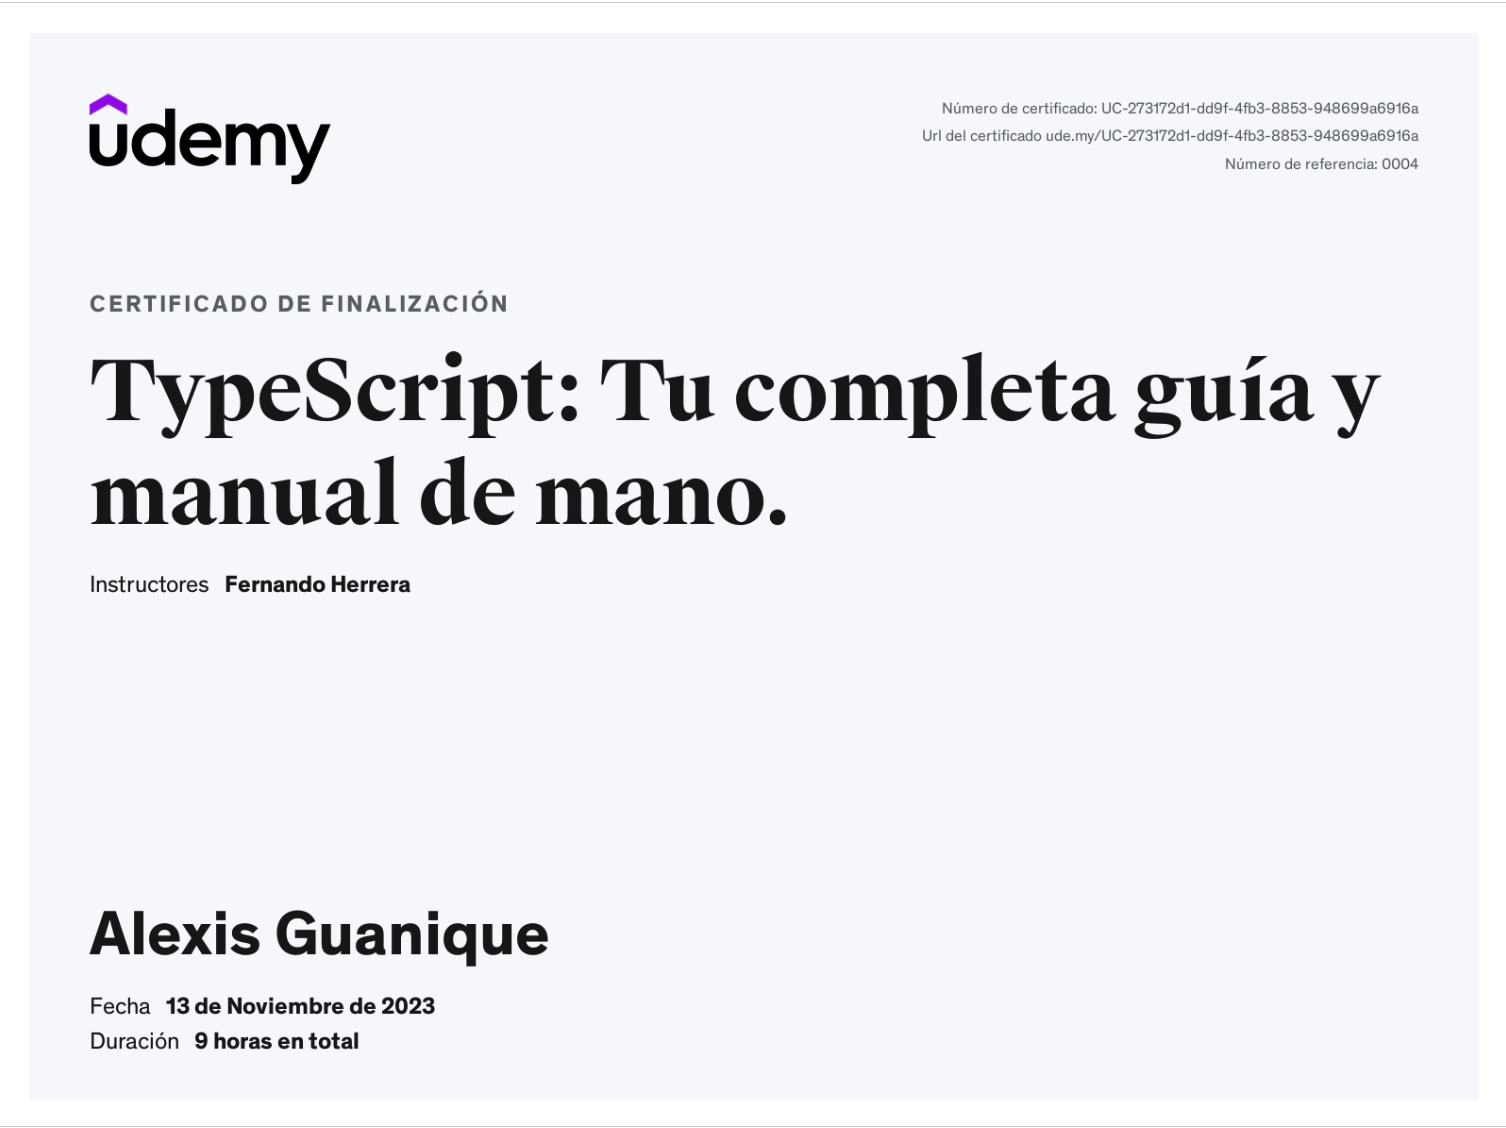 udemy
Número de certificado: UC-273172d1-dd9f-4fb3-8853-948699a6916a
Url del certificado ude.my/UC-273172d1-dd9f-4fb3-8853-948699a6916a
Número de referencia: 0004
CERTIFICADO DE FINALIZACIÓN
TypeScript: Tu completa guía y
manual de mano.
Instructores Fernando Herrera
Alexis Guanique
Fecha 13 de Noviembre de 2023
Duración 9 horas en total